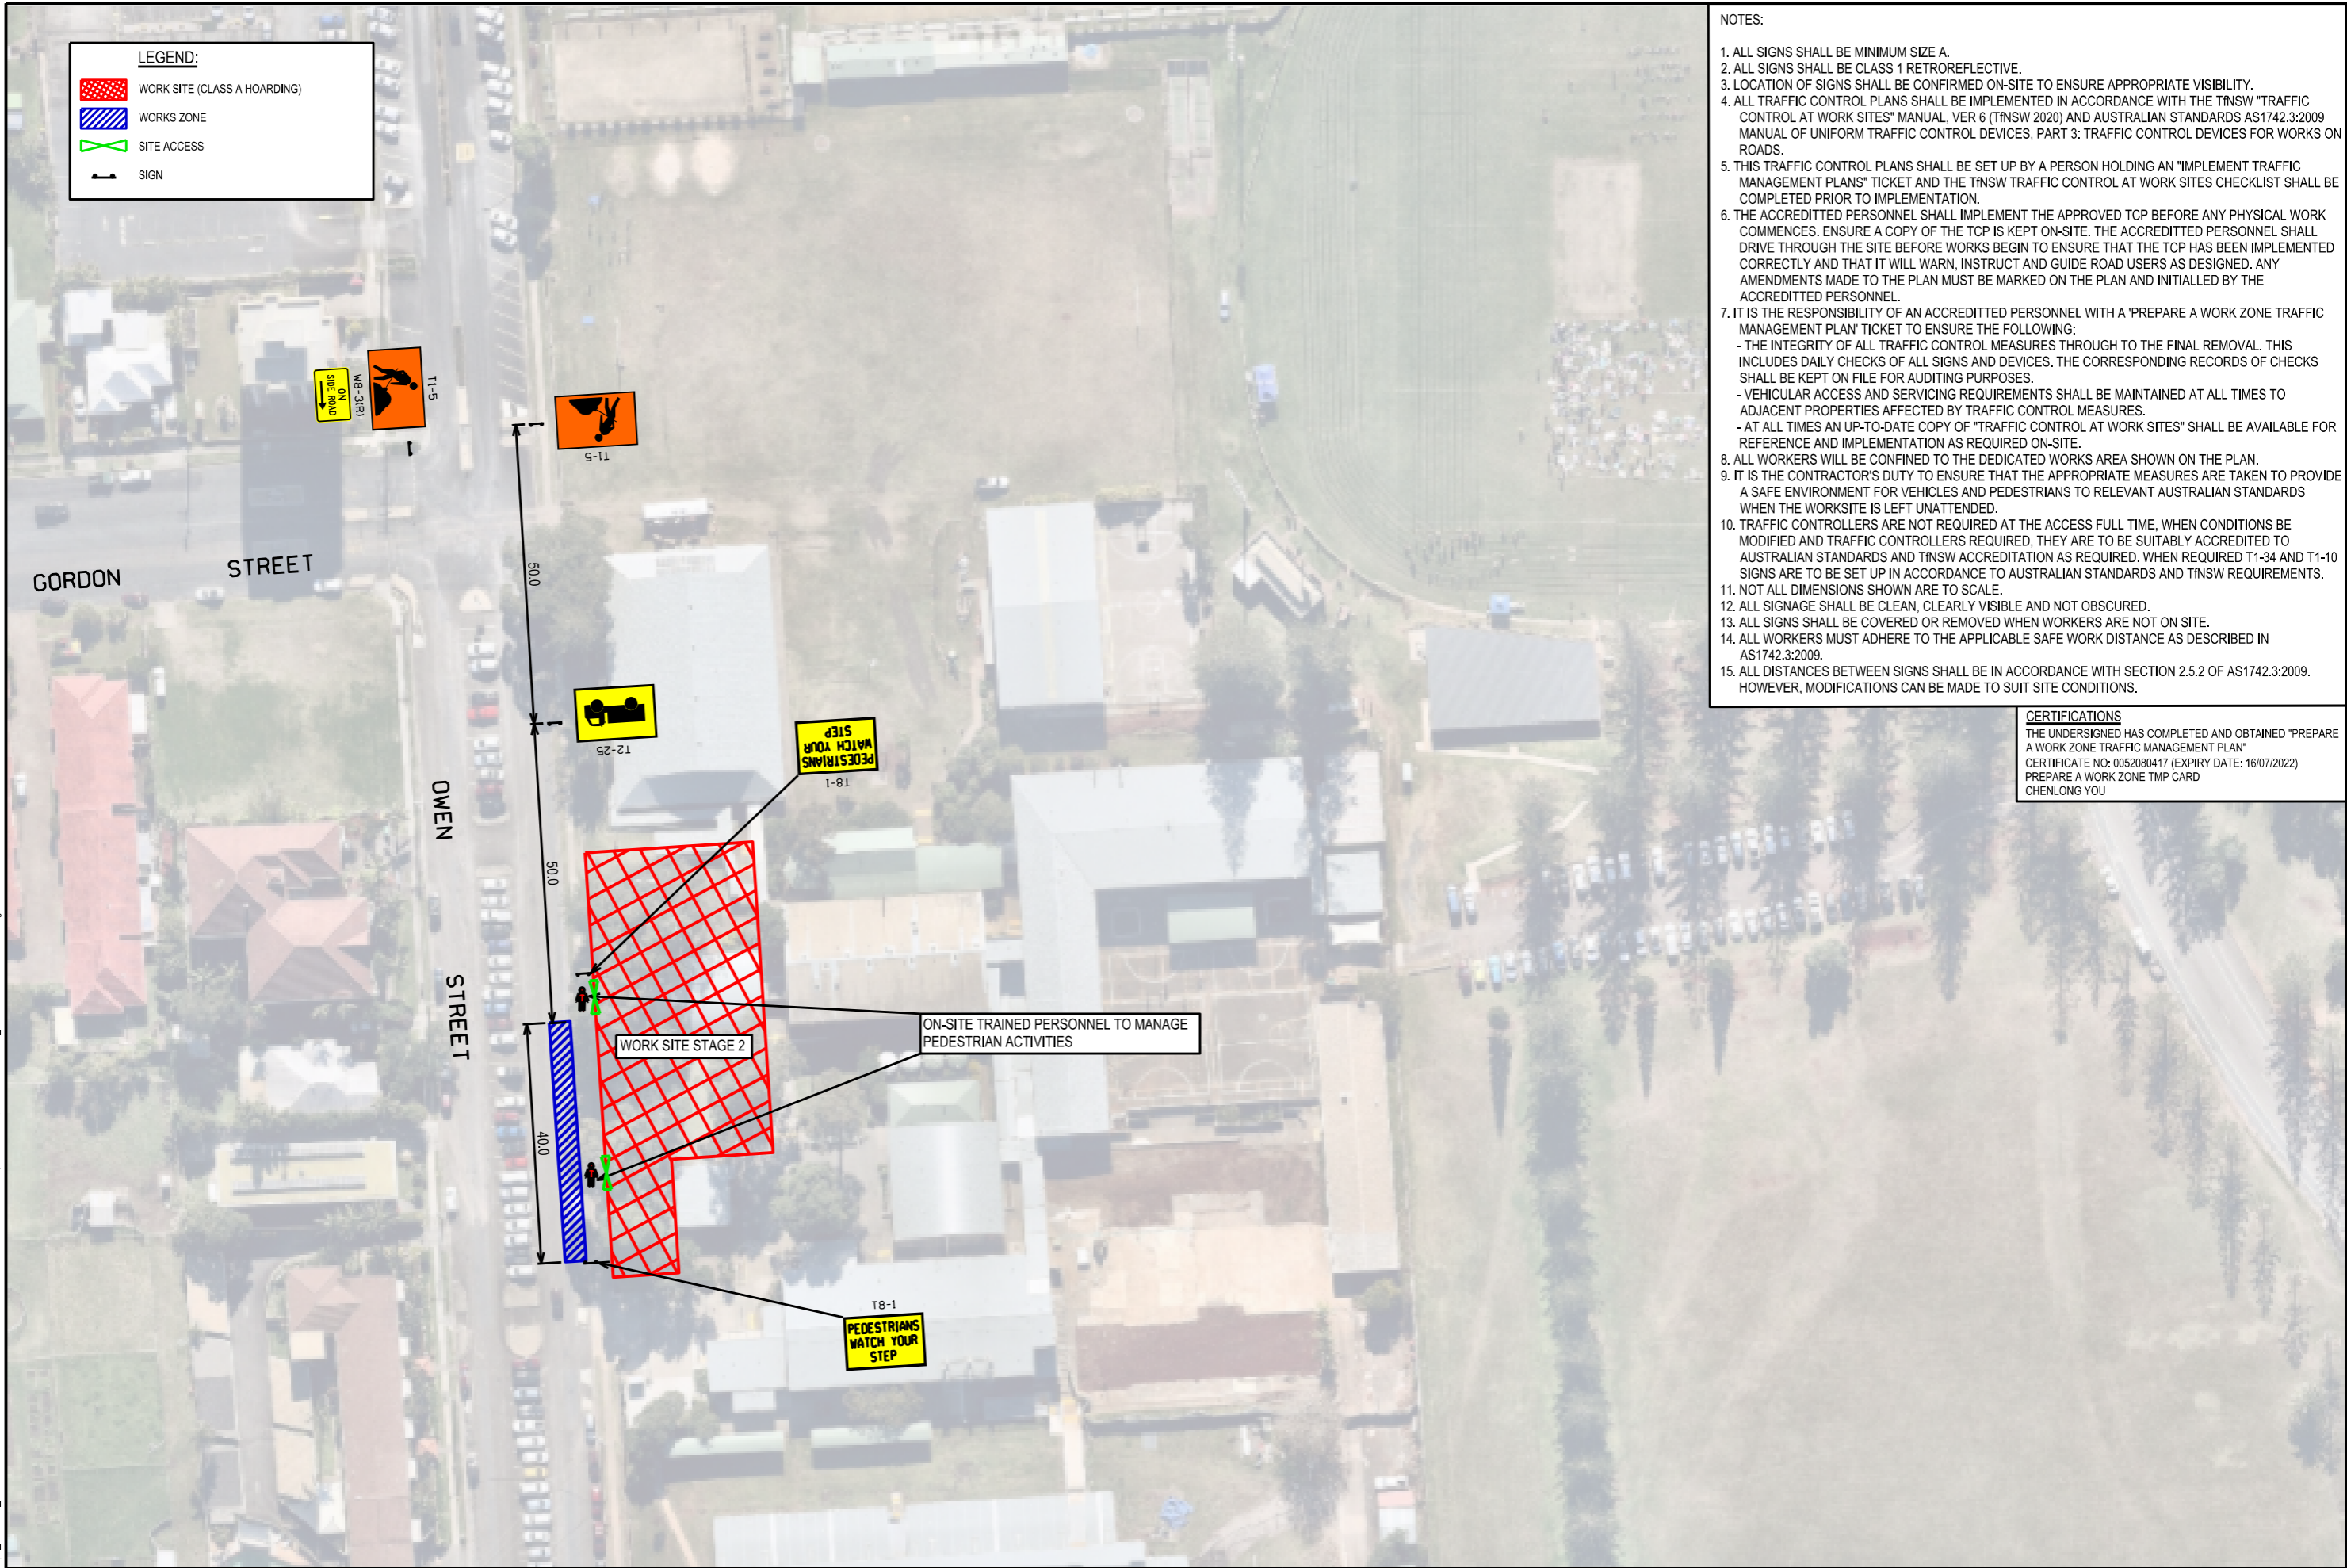 LEGEND:
WORK SITE (CLASS A HOARDING)
WORKS ZONE
SITE ACCESS
SIGN
NOTES:
1. ALL SIGNS SHALL BE MINIMUM SIZE A.
2. ALL SIGNS SHALL BE CLASS 1 RETROREFLECTIVE.
3. LOCATION OF SIGNS SHALL BE CONFIRMED ON-SITE TO ENSURE APPROPRIATE VISIBILITY.
4. ALL TRAFFIC CONTROL PLANS SHALL BE IMPLEMENTED IN ACCORDANCE WITH THE TfNSW "TRAFFIC
CONTROL AT WORK SITES" MANUAL, VER 6 (TfNSW 2020) AND AUSTRALIAN STANDARDS AS1742.3:2009
MANUAL OF UNIFORM TRAFFIC CONTROL DEVICES, PART 3: TRAFFIC CONTROL DEVICES FOR WORKS ON
ROADS.
5. THIS TRAFFIC CONTROL PLANS SHALL BE SET UP BY A PERSON HOLDING AN "IMPLEMENT TRAFFIC
MANAGEMENT PLANS" TICKET AND THE TfNSW TRAFFIC CONTROL AT WORK SITES CHECKLIST SHALL BE
COMPLETED PRIOR TO IMPLEMENTATION.
6. THE ACCREDITTED PERSONNEL SHALL IMPLEMENT THE APPROVED TCP BEFORE ANY PHYSICAL WORK
COMMENCES. ENSURE A COPY OF THE TCP IS KEPT ON-SITE. THE ACCREDITTED PERSONNEL SHALL
DRIVE THROUGH THE SITE BEFORE WORKS BEGIN TO ENSURE THAT THE TCP HAS BEEN IMPLEMENTED
CORRECTLY AND THAT IT WILL WARN, INSTRUCT AND GUIDE ROAD USERS AS DESIGNED. ANY
AMENDMENTS MADE TO THE PLAN MUST BE MARKED ON THE PLAN AND INITIALLED BY THE
ACCREDITTED PERSONNEL.
7. IT IS THE RESPONSIBILITY OF AN ACCREDITTED PERSONNEL WITH A 'PREPARE A WORK ZONE TRAFFIC
MANAGEMENT PLAN' TICKET TO ENSURE THE FOLLOWING:
- THE INTEGRITY OF ALL TRAFFIC CONTROL MEASURES THROUGH TO THE FINAL REMOVAL. THIS
INCLUDES DAILY CHECKS OF ALL SIGNS AND DEVICES. THE CORRESPONDING RECORDS OF CHECKS
SHALL BE KEPT ON FILE FOR AUDITING PURPOSES.
- VEHICULAR ACCESS AND SERVICING REQUIREMENTS SHALL BE MAINTAINED AT ALL TIMES TO
ADJACENT PROPERTIES AFFECTED BY TRAFFIC CONTROL MEASURES.
- AT ALL TIMES AN UP-TO-DATE COPY OF "TRAFFIC CONTROL AT WORK SITES" SHALL BE AVAILABLE FOR
REFERENCE AND IMPLEMENTATION AS REQUIRED ON-SITE.
8. ALL WORKERS WILL BE CONFINED TO THE DEDICATED WORKS AREA SHOWN ON THE PLAN.
9. IT IS THE CONTRACTOR'S DUTY TO ENSURE THAT THE APPROPRIATE MEASURES ARE TAKEN TO PROVIDE
A SAFE ENVIRONMENT FOR VEHICLES AND PEDESTRIANS TO RELEVANT AUSTRALIAN STANDARDS
WHEN THE WORKSITE IS LEFT UNATTENDED.
10. TRAFFIC CONTROLLERS ARE NOT REQUIRED AT THE ACCESS FULL TIME, WHEN CONDITIONS BE
MODIFIED AND TRAFFIC CONTROLLERS REQUIRED, THEY ARE TO BE SUITABLY ACCREDITED TO
AUSTRALIAN STANDARDS AND TfNSW ACCREDITATION AS REQUIRED. WHEN REQUIRED T1-34 AND T1-10
SIGNS ARE TO BE SET UP IN ACCORDANCE TO AUSTRALIAN STANDARDS AND TfNSW REQUIREMENTS.
11. NOT ALL DIMENSIONS SHOWN ARE TO SCALE.
12. ALL SIGNAGE SHALL BE CLEAN, CLEARLY VISIBLE AND NOT OBSCURED.
13. ALL SIGNS SHALL BE COVERED OR REMOVED WHEN WORKERS ARE NOT ON SITE.
14. ALL WORKERS MUST ADHERE TO THE APPLICABLE SAFE WORK DISTANCE AS DESCRIBED IN
AS1742.3:2009.
15. ALL DISTANCES BETWEEN SIGNS SHALL BE IN ACCORDANCE WITH SECTION 2.5.2 OF AS1742.3:2009.
HOWEVER, MODIFICATIONS CAN BE MADE TO SUIT SITE CONDITIONS.
CERTIFICATIONS
THE UNDERSIGNED HAS COMPLETED AND OBTAINED "PREPARE
A WORK ZONE TRAFFIC MANAGEMENT PLAN"
CERTIFICATE NO: 0052080417 (EXPIRY DATE: 16/07/2022)
PREPARE A WORK ZONE TMP CARD
CHENLONG YOU
T1-5
W8-3(R)
ON
SIDE ROAD
T1-5
50.0
GORDON STREET
T2-25
PEDESTRIANS
WATCH YOUR
STEP
T8-1
OWEN STREET
50.0
WORK SITE STAGE 2
ON-SITE TRAINED PERSONNEL TO MANAGE
PEDESTRIAN ACTIVITIES
40.0
T8-1
PEDESTRIANS
WATCH YOUR
STEP